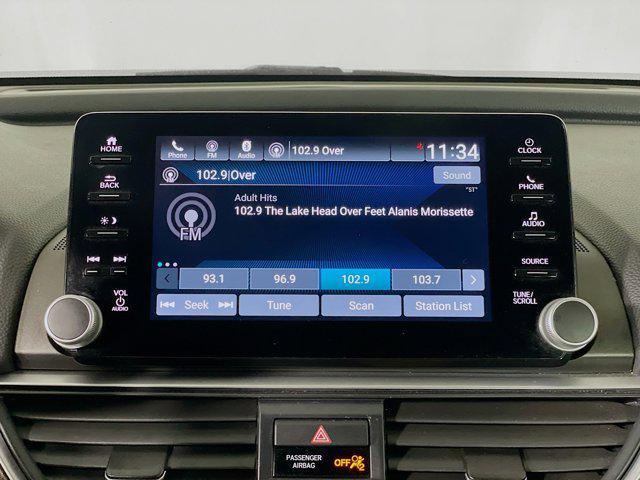 HOME
BACK
VOL
AUDIO
Phone
FM
Audio
102.9 Over
11:34
102.9|Over
Sound
"ST"
Adult Hits
102.9 The Lake Head Over Feet Alanis Morissette
FM
93.1
96.9
102.9
103.7
Seek
Tune
Scan
Station List
CLOCK
PHONE
AUDIO
SOURCE
TUNE/
SCROLL
PASSENGER
AIRBAG
OFF
2